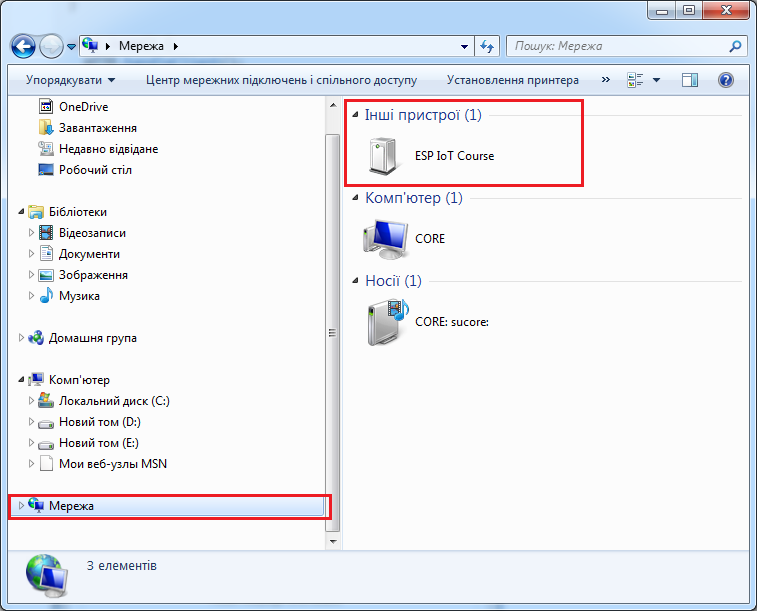 Мережа
Пошук: Мережа
Упорядкувати
Центр мережних підключень і спільного доступу
Установлення принтера
»
OneDrive
Завантаження
Недавно відвідане
Робочий стіл
Бібліотеки
Відеозаписи
Документи
Зображення
Музика
Домашня група
Комп'ютер
Локальний диск (C:)
Новий том (D:)
Новий том (E:)
Мои веб-узлы MSN
Мережа
Інші пристрої (1)
ESP IoT Course
Комп'ютер (1)
CORE
Носії (1)
CORE: sucore:
3 елементів